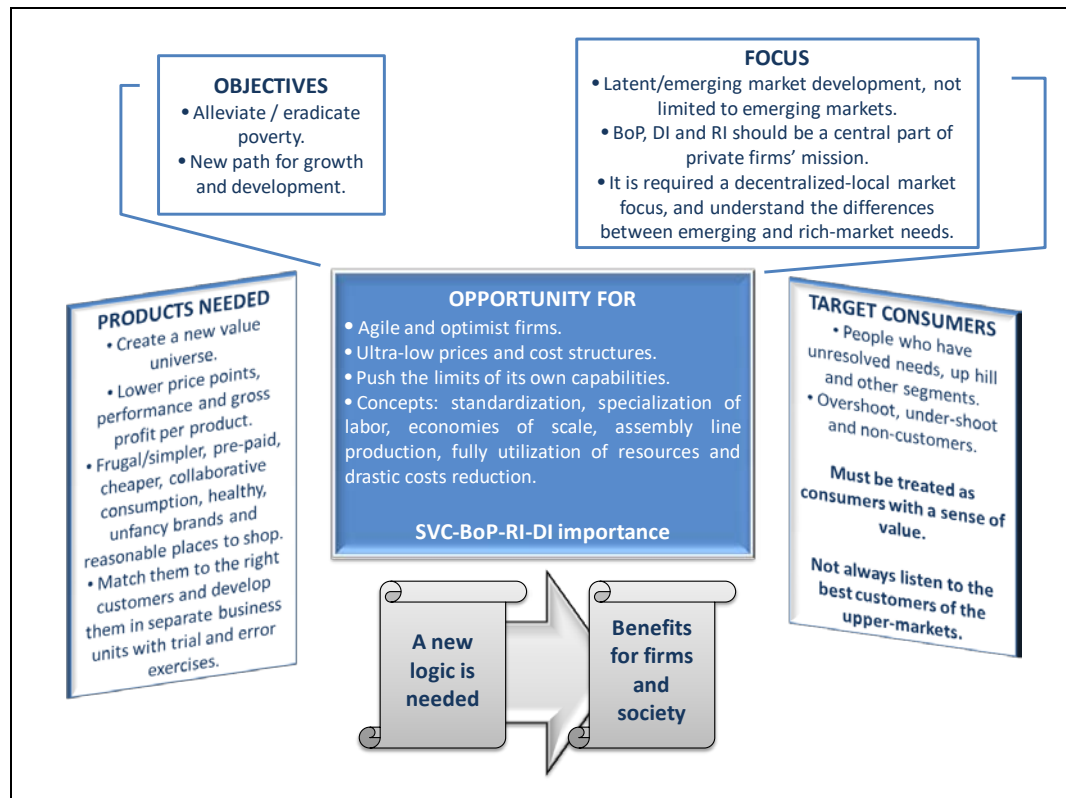 OBJECTIVES
• Alleviate / eradicate
poverty.
• New path for growth
and development.
FOCUS
• Latent/emerging market development, not
limited to emerging markets.
• BoP, DI and RI should be a central part of
private firms’ mission.
• It is required a decentralized-local market
focus, and understand the differences
between emerging and rich-market needs.
PRODUCTS NEEDED
• Create a new value
universe.
• Lower price points,
performance and gross
profit per product.
• Frugal/simpler, pre-paid,
cheaper, collaborative
consumption, healthy,
unfancy brands and
reasonable places to shop.
• Match them to the right
customers and develop
them in separate business
units with trial and error
exercises.
OPPORTUNITY FOR
• Agile and optimist firms.
• Ultra-low prices and cost structures.
• Push the limits of its own capabilities.
• Concepts: standardization, specialization of
labor, economies of scale, assembly line
production, fully utilization of resources and
drastic costs reduction.
SVC-BoP-RI-DI importance
TARGET CONSUMERS
• People who have
unresolved needs, up hill
and other segments.
• Overshoot, under-shoot
and non-customers.
Must be treated as
consumers with a sense of
value.
Not always listen to the
best customers of the
upper-markets.
A new
logic is
needed
Benefits
for firms
and
society